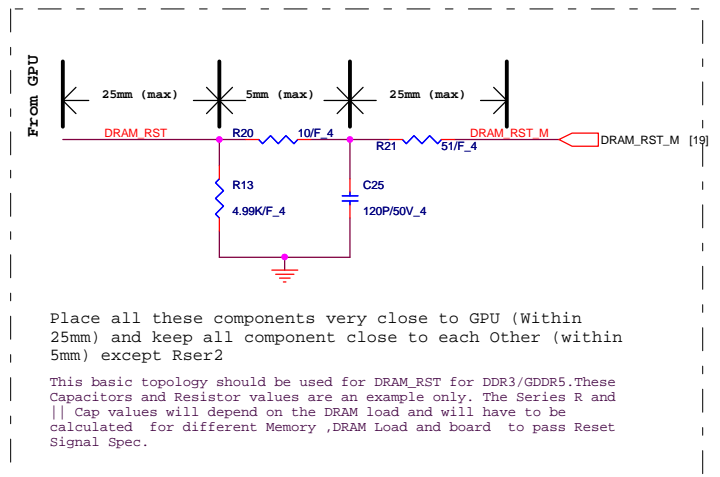 From GPU
25mm (max)
5mm (max)
25mm (max)
DRAM_RST
R20
10/F_4
R21
51/F_4
DRAM_RST_M
DRAM_RST_M [19]
R13
4.99K/F_4
C25
120P/50V_4
Place all these components very close to GPU (Within
25mm) and keep all component close to each Other (within
5mm) except Rser2
This basic topology should be used for DRAM_RST for DDR3/GDDR5.These
Capacitors and Resistor values are an example only. The Series R and
|| Cap values will depend on the DRAM load and will have to be
calculated for different Memory ,DRAM Load and board to pass Reset
Signal Spec.